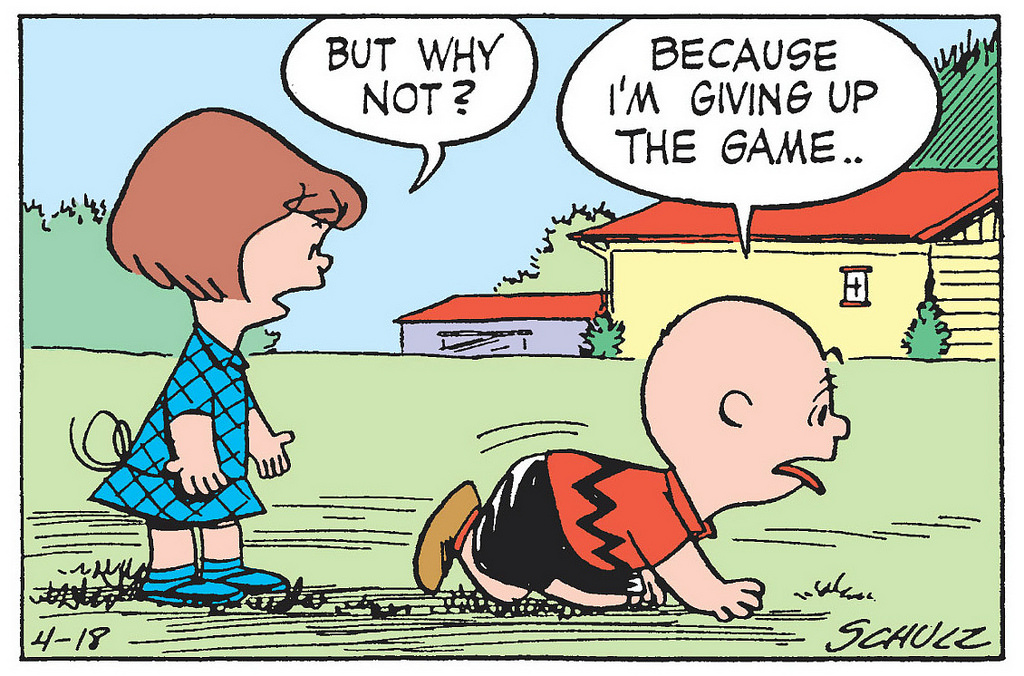 BUT WHY
NOT?
BECAUSE
I'M GIVING UP
THE GAME..
4-18
SCHULZ